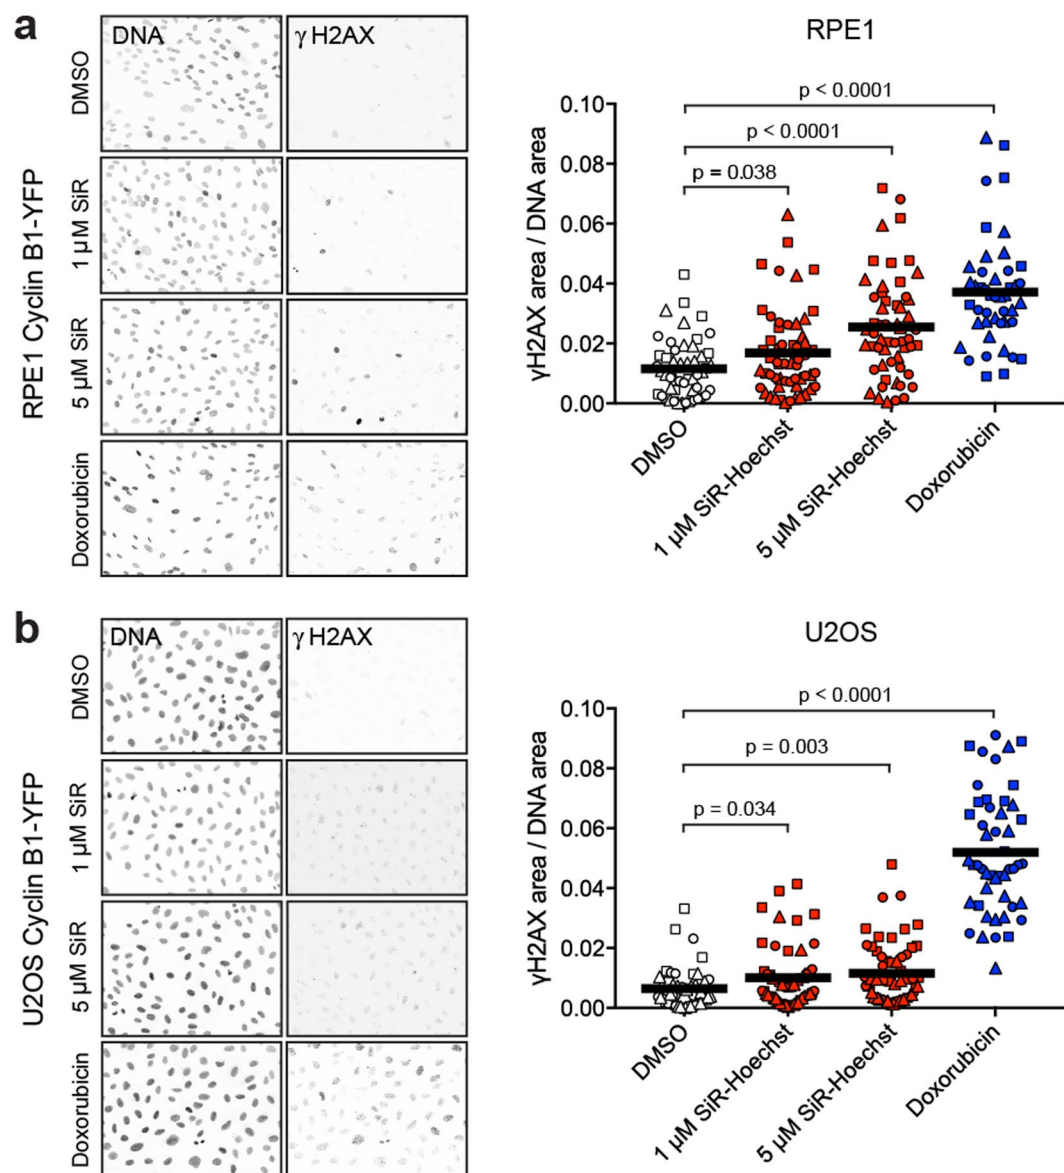 a
DNA
γ H2AX
RPE1 Cyclin B1-YFP
DMSO
1 µM SiR
5 µM SiR
Doxorubicin
RPE1
p < 0.0001
p < 0.0001
p = 0.038
γH2AX area / DNA area
0.10
0.08
0.06
0.04
0.02
0.00
DMSO
1 µM SiR-Hoechst
5 µM SiR-Hoechst
Doxorubicin
b
DNA
γ H2AX
U2OS Cyclin B1-YFP
DMSO
1 µM SiR
5 µM SiR
Doxorubicin
U2OS
p < 0.0001
p = 0.003
p = 0.034
γH2AX area / DNA area
0.10
0.08
0.06
0.04
0.02
0.00
DMSO
1 µM SiR-Hoechst
5 µM SiR-Hoechst
Doxorubicin